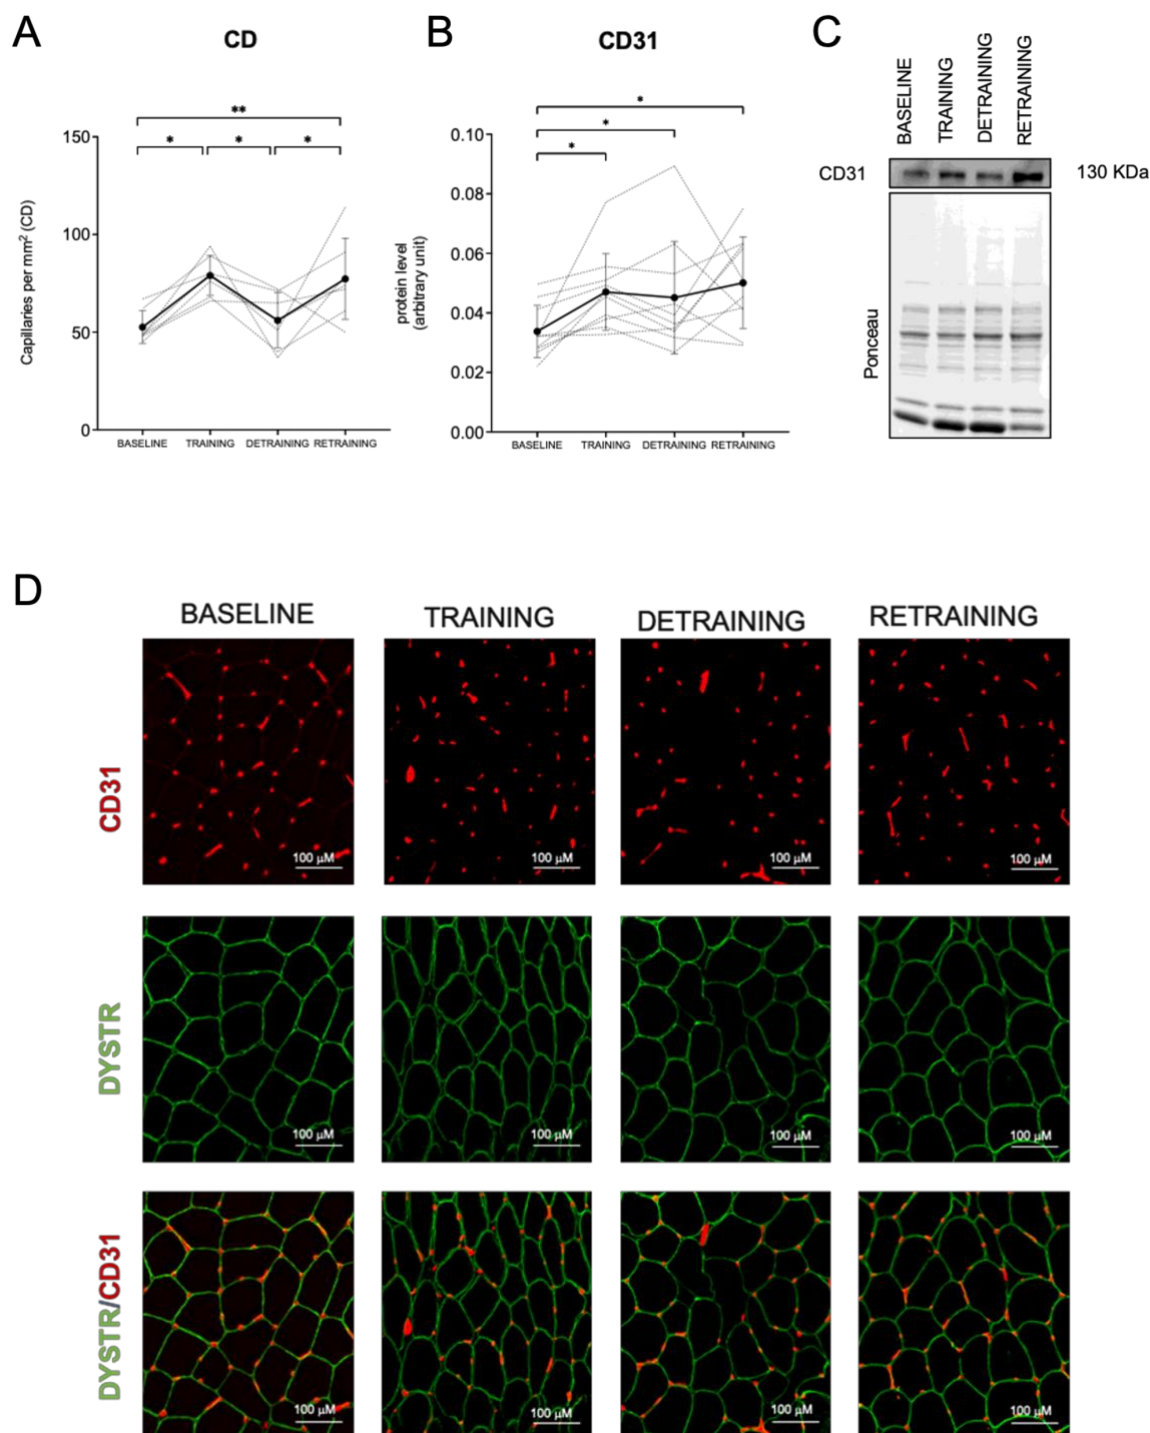 A
CD
**
*
*
*
150
100
50
0
Capillaries per mm2 (CD)
BASELINE
TRAINING
DETRAINING
RETRAINING
B
CD31
*
*
*
0.10
0.08
0.06
0.04
0.02
0.00
protein level
(arbitrary unit)
BASELINE
TRAINING
DETRAINING
RETRAINING
C
BASELINE
TRAINING
DETRAINING
RETRAINING
CD31
130 KDa
Ponceau
D
BASELINE
TRAINING
DETRAINING
RETRAINING
CD31
100 µM
100 µM
100 µM
100 µM
DYSTR
100 µM
100 µM
100 µM
100 µM
DYSTR/CD31
100 µM
100 µM
100 µM
100 µM